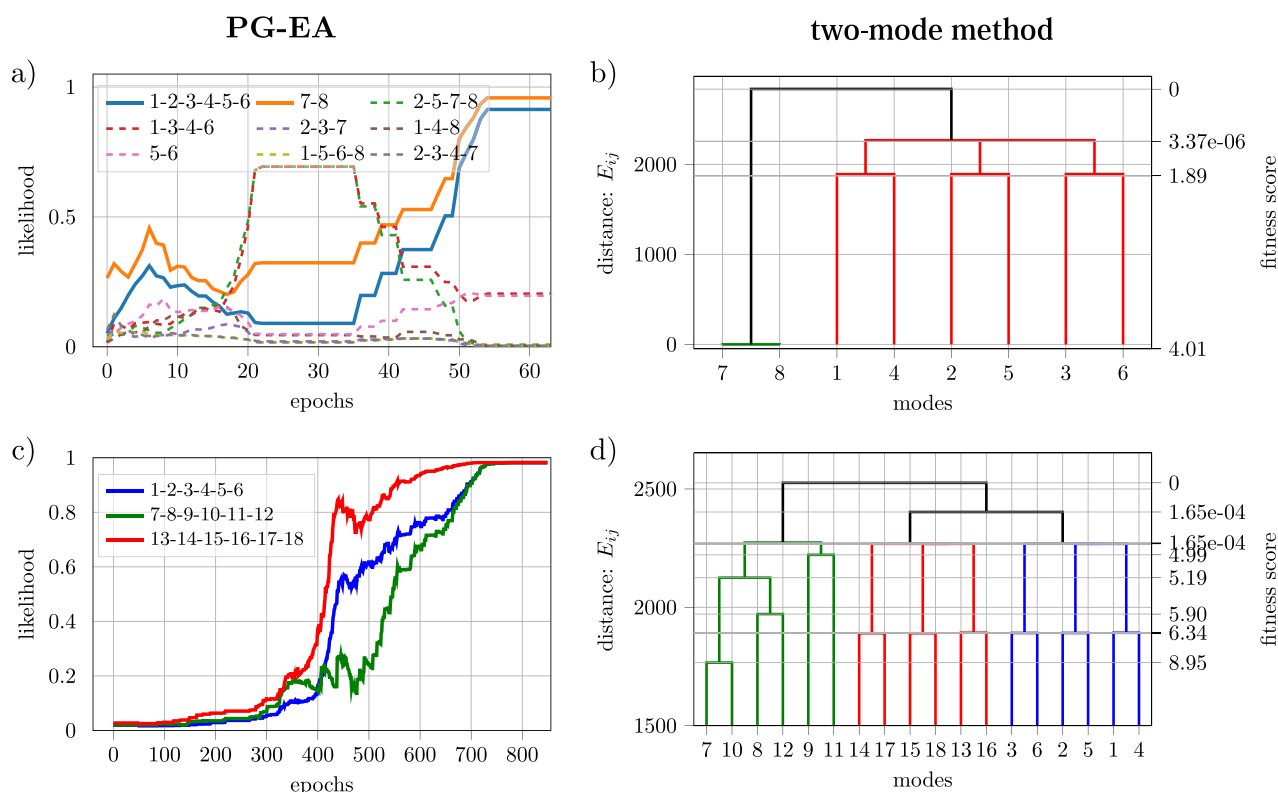 PG-EA
two-mode method
a)
likelihood
1
0.5
0
1-2-3-4-5-6
7-8
2-5-7-8
1-3-4-6
2-3-7
1-4-8
5-6
1-5-6-8
2-3-4-7
0 10 20 30 40 50 60
epochs
b)
distance: E_ij
2000
1000
0
0
3.37e-06
1.89
4.01
fitness score
7 8 1 4 2 5 3 6
modes
c)
likelihood
1
0.8
0.6
0.4
0.2
0
1-2-3-4-5-6
7-8-9-10-11-12
13-14-15-16-17-18
0 100 200 300 400 500 600 700 800
epochs
d)
distance: E_ij
2500
2000
1500
0
1.65e-04
1.65e-04
4.99
5.19
5.90
6.34
8.95
fitness score
7 10 8 12 9 11 14 17 15 18 13 16 3 6 2 5 1 4
modes